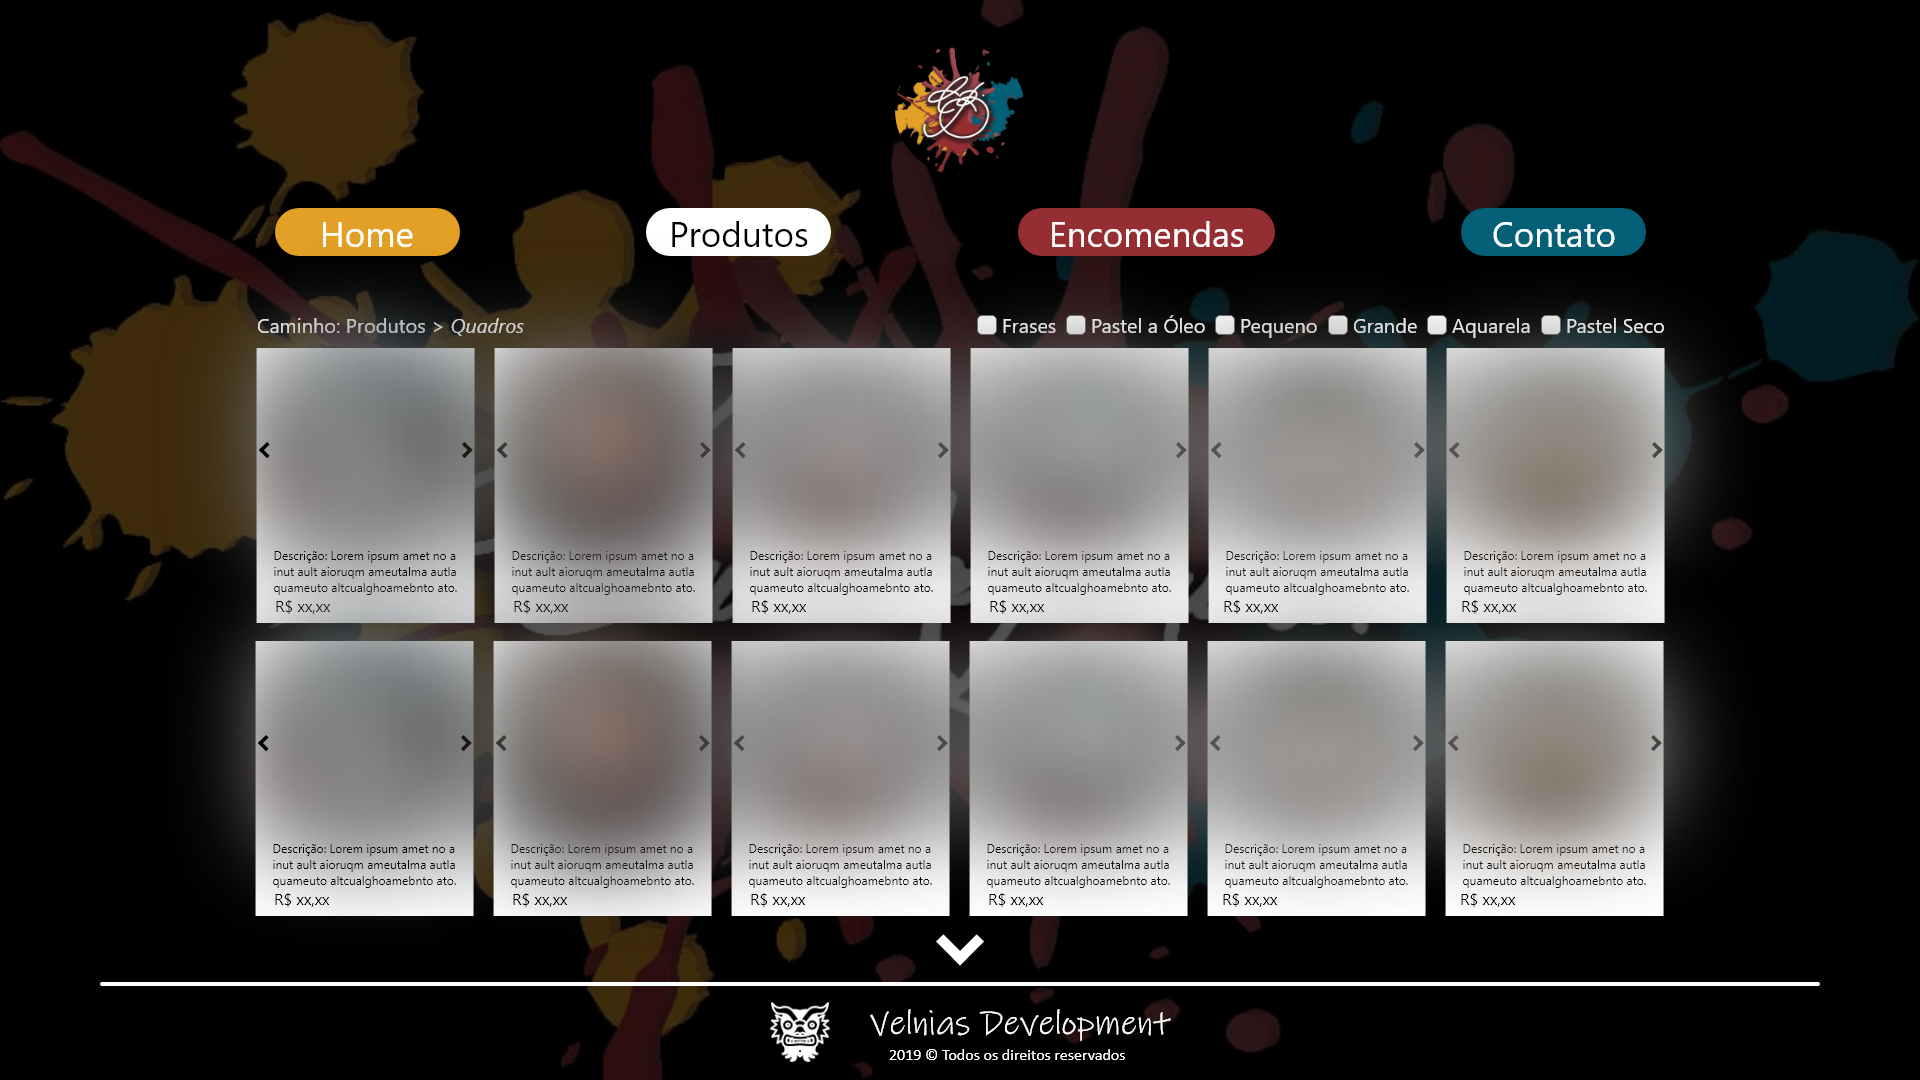 Home
Produtos
Encomendas
Contato
Caminho: Produtos > Quadros
Frases
Pastel a Óleo
Pequeno
Grande
Aquarela
Pastel Seco
Descrição: Lorem ipsum amet no a
inut ault aioruqm ameutalma autla
quameuto altcualghoamebnto ato.
R$ xx,xx
Descrição: Lorem ipsum amet no a
inut ault aioruqm ameutalma autla
quameuto altcualghoamebnto ato.
R$ xx,xx
Descrição: Lorem ipsum amet no a
inut ault aioruqm ameutalma autla
quameuto altcualghoamebnto ato.
R$ xx,xx
Descrição: Lorem ipsum amet no a
inut ault aioruqm ameutalma autla
quameuto altcualghoamebnto ato.
R$ xx,xx
Descrição: Lorem ipsum amet no a
inut ault aioruqm ameutalma autla
quameuto altcualghoamebnto ato.
R$ xx,xx
Descrição: Lorem ipsum amet no a
inut ault aioruqm ameutalma autla
quameuto altcualghoamebnto ato.
R$ xx,xx
Descrição: Lorem ipsum amet no a
inut ault aioruqm ameutalma autla
quameuto altcualghoamebnto ato.
R$ xx,xx
Descrição: Lorem ipsum amet no a
inut ault aioruqm ameutalma autla
quameuto altcualghoamebnto ato.
R$ xx,xx
Descrição: Lorem ipsum amet no a
inut ault aioruqm ameutalma autla
quameuto altcualghoamebnto ato.
R$ xx,xx
Descrição: Lorem ipsum amet no a
inut ault aioruqm ameutalma autla
quameuto altcualghoamebnto ato.
R$ xx,xx
Descrição: Lorem ipsum amet no a
inut ault aioruqm ameutalma autla
quameuto altcualghoamebnto ato.
R$ xx,xx
Descrição: Lorem ipsum amet no a
inut ault aioruqm ameutalma autla
quameuto altcualghoamebnto ato.
R$ xx,xx
Velnias Development
2019 © Todos os direitos reservados